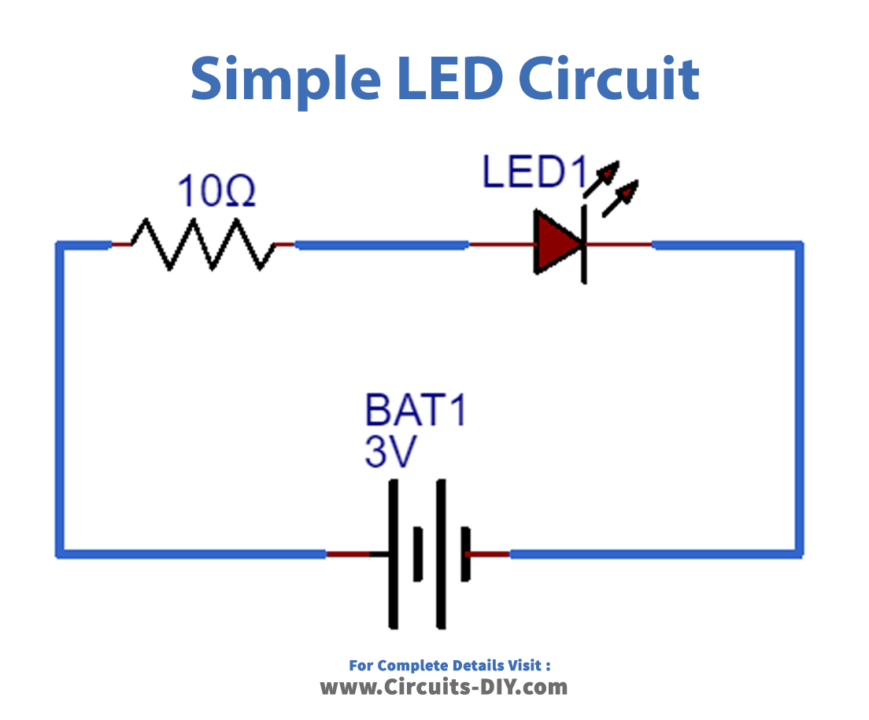 Simple LED Circuit
10Ω
LED1
BAT1
3V
For Complete Details Visit :
www.Circuits-DIY.com